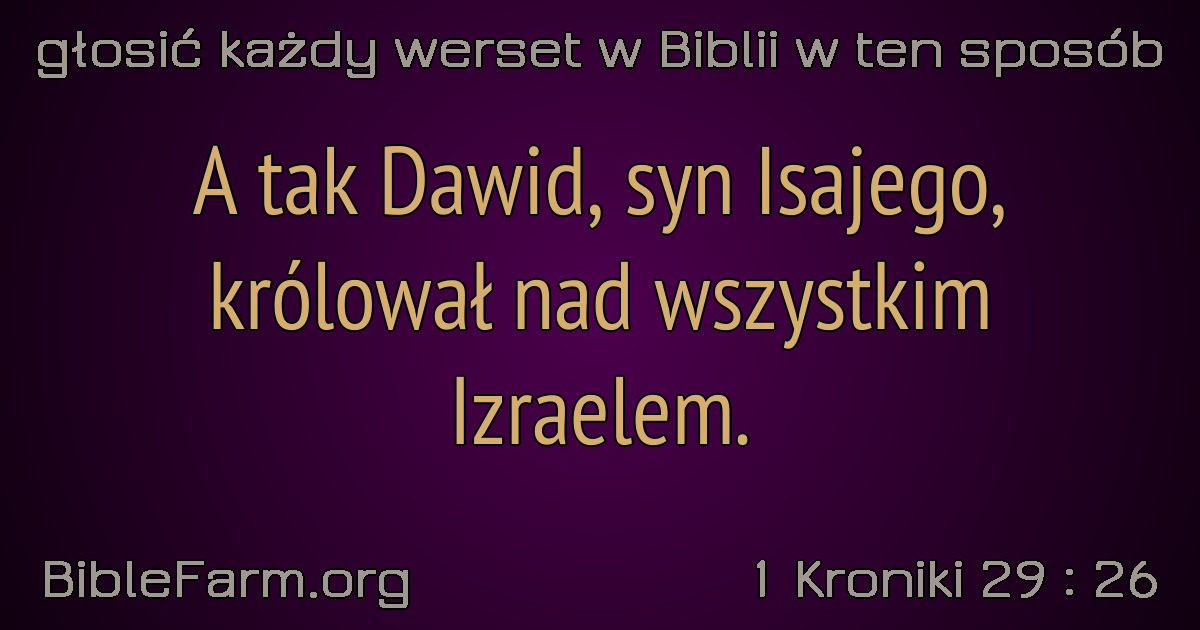 głosić każdy werset w Biblii w ten sposób
A tak Dawid, syn Isajego,
królował nad wszystkim
Izraelem.
BibleFarm.org
1 Kroniki 29 : 26